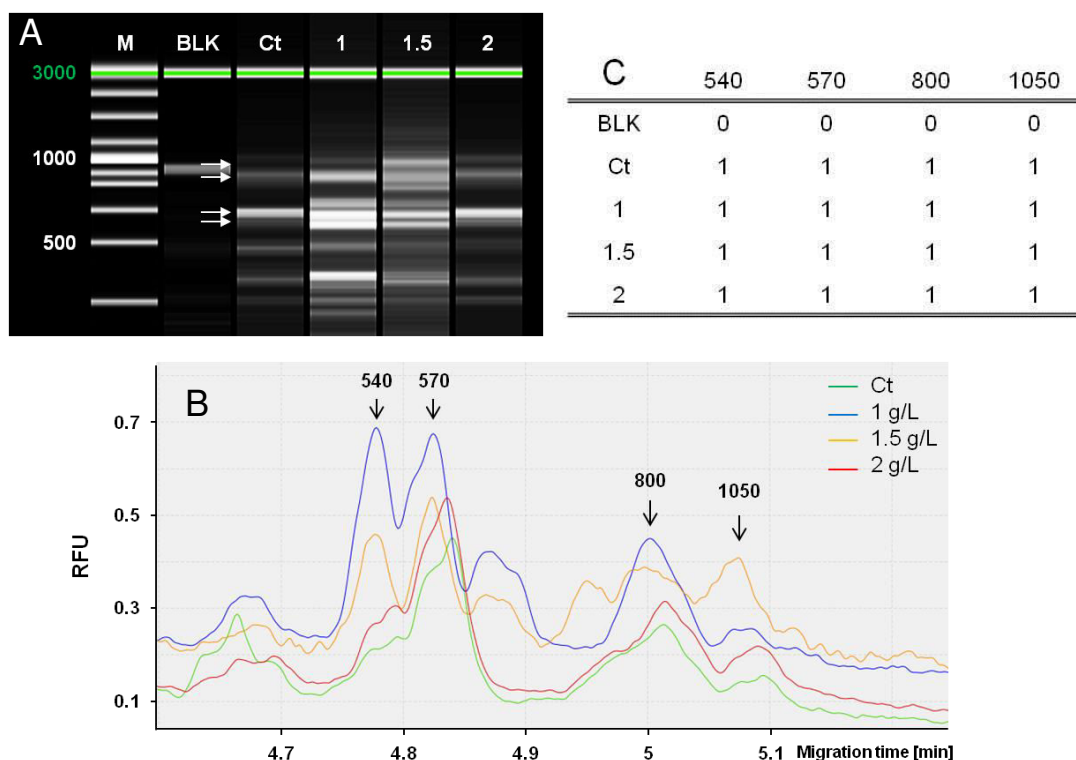 A
M BLK Ct 1 1.5 2
3000
1000
500
C
540 570 800 1050
BLK 0 0 0 0
Ct 1 1 1 1
1 1 1 1 1
1.5 1 1 1 1
2 1 1 1 1
B
540 570
800 1050
Ct
1 g/L
1.5 g/L
2 g/L
RFU
0.7
0.5
0.3
0.1
4.7 4.8 4.9 5 5.1 Migration time [min]